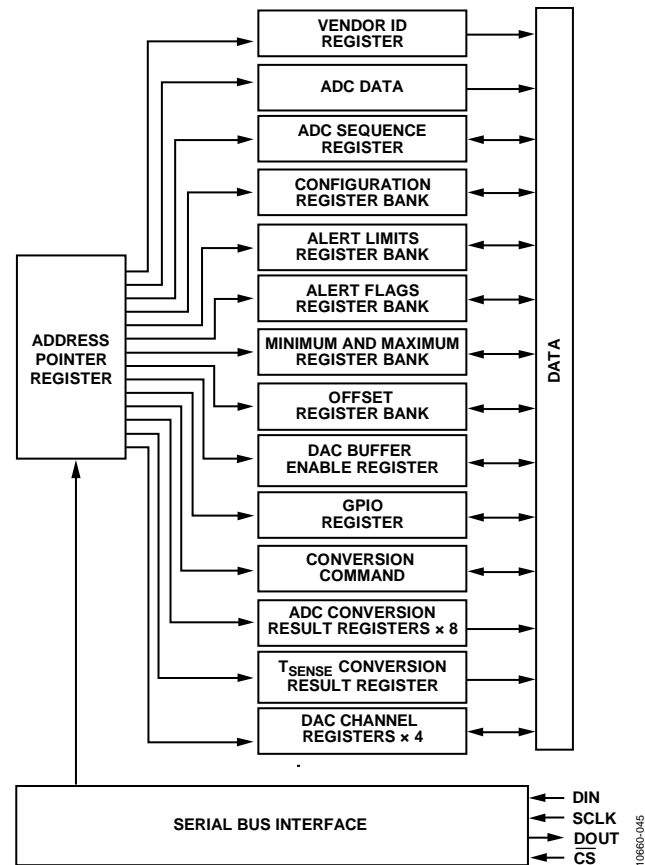 VENDOR ID
REGISTER
ADC DATA
ADC SEQUENCE
REGISTER
CONFIGURATION
REGISTER BANK
ALERT LIMITS
REGISTER BANK
ALERT FLAGS
REGISTER BANK
MINIMUM AND MAXIMUM
REGISTER BANK
OFFSET
REGISTER BANK
DAC BUFFER
ENABLE REGISTER
GPIO
REGISTER
CONVERSION
COMMAND
ADC CONVERSION
RESULT REGISTERS × 8
TSENSE CONVERSION
RESULT REGISTER
DAC CHANNEL
REGISTERS × 4
ADDRESS
POINTER
REGISTER
DATA
SERIAL BUS INTERFACE
DIN
SCLK
DOUT
CS
10660-045